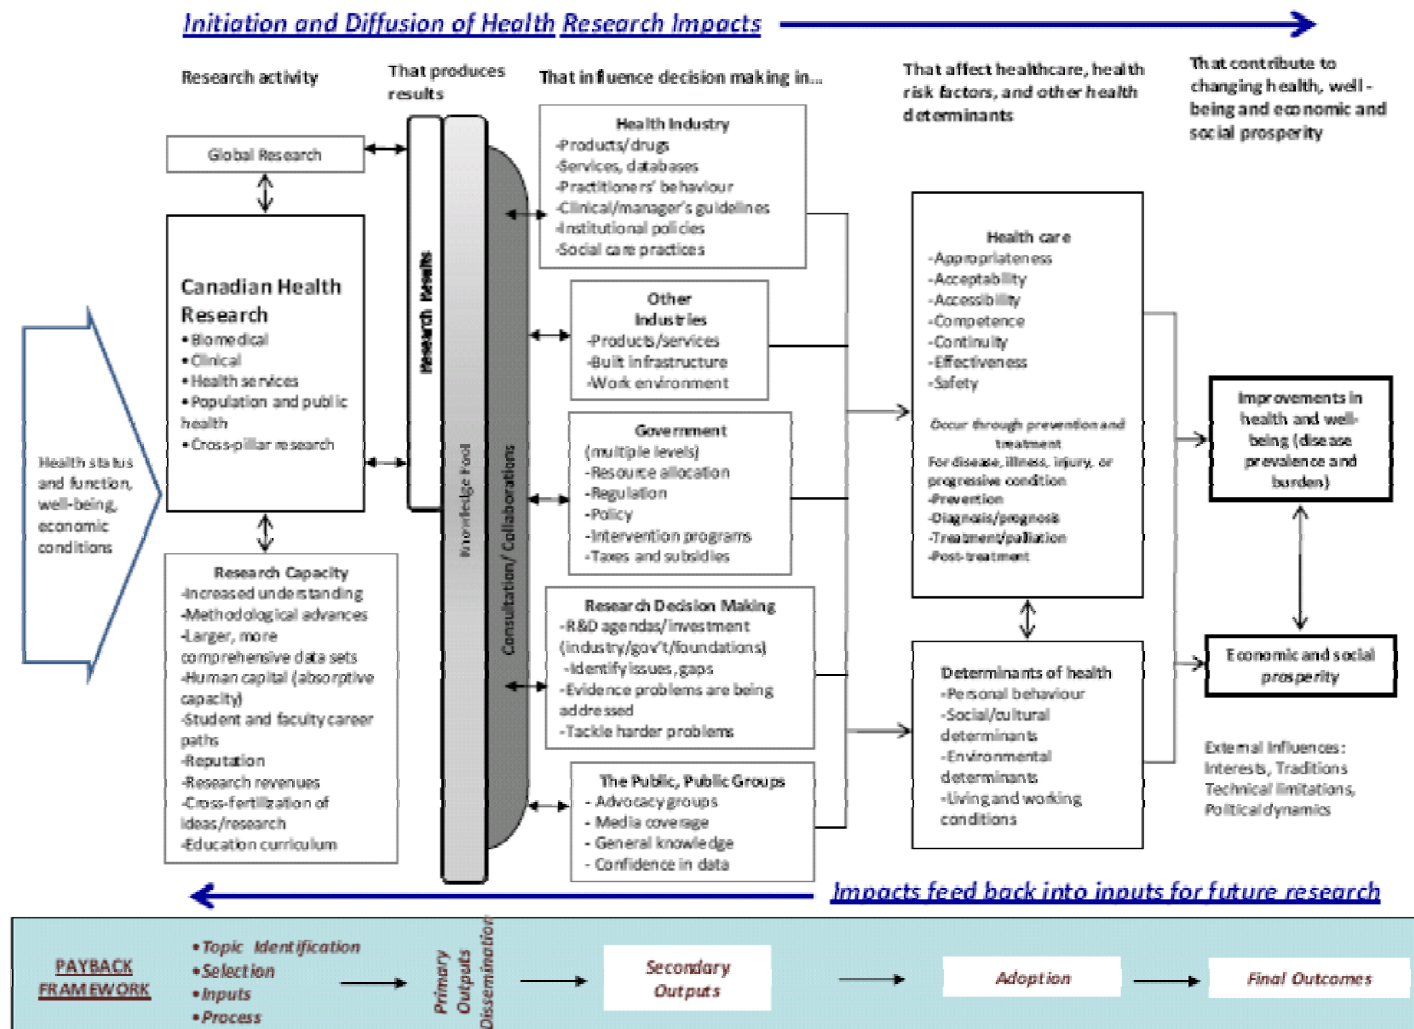 Initiation and Diffusion of Health Research Impacts
Research activity
That produces
results
That influence decision making in...
That affect healthcare, health
risk factors, and other health
determinants
That contribute to
changing health, well -
being and economic and
social prosperity
Health status
and function,
well-being,
economic
conditions
Global Research
Canadian Health
Research
• Biomedical
• Clinical
• Health services
• Population and public
health
• Cross-pillar research
Research Capacity
-Increased understanding
-Methodological advances
-Larger, more
comprehensive data sets
-Human capital (absorptive
capacity)
-Student and faculty career
paths
-Reputation
-Research revenues
-Cross-fertilization of
ideas/research
-Education curriculum
Research Results
Knowledge Pool
Consultation/ Collaborations
Health Industry
-Products/drugs
-Services, databases
-Practitioners' behaviour
-Clinical/manager's guidelines
-Institutional policies
-Social care practices
Other
Industries
-Products/services
-Built infrastructure
-Work environment
Government
(multiple levels)
-Resource allocation
-Regulation
-Policy
-Intervention programs
-Taxes and subsidies
Research Decision Making
-R&D agendas/investment
(industry/gov't/foundations)
-Identify issues, gaps
-Evidence problems are being
addressed
-Tackle harder problems
The Public, Public Groups
- Advocacy groups
- Media coverage
- General knowledge
- Confidence in data
Health care
-Appropriateness
-Acceptability
-Accessibility
-Competence
-Continuity
-Effectiveness
-Safety
Occur through prevention and
treatment
For disease, illness, injury, or
progressive condition
-Prevention
-Diagnosis/prognosis
-Treatment/palliation
-Post-treatment
Determinants of health
-Personal behaviour
-Social/cultural
determinants
-Environmental
determinants
-Living and working
conditions
Improvements in
health and well-
being (disease
prevalence and
burden)
Economic and social
prosperity
External Influences:
Interests, Traditions
Technical limitations,
Political dynamics
Impacts feed back into inputs for future research
PAYBACK
FRAMEWORK
• Topic Identification
• Selection
• Inputs
• Process
Primary
Outputs
Dissemination
Secondary
Outputs
Adoption
Final Outcomes